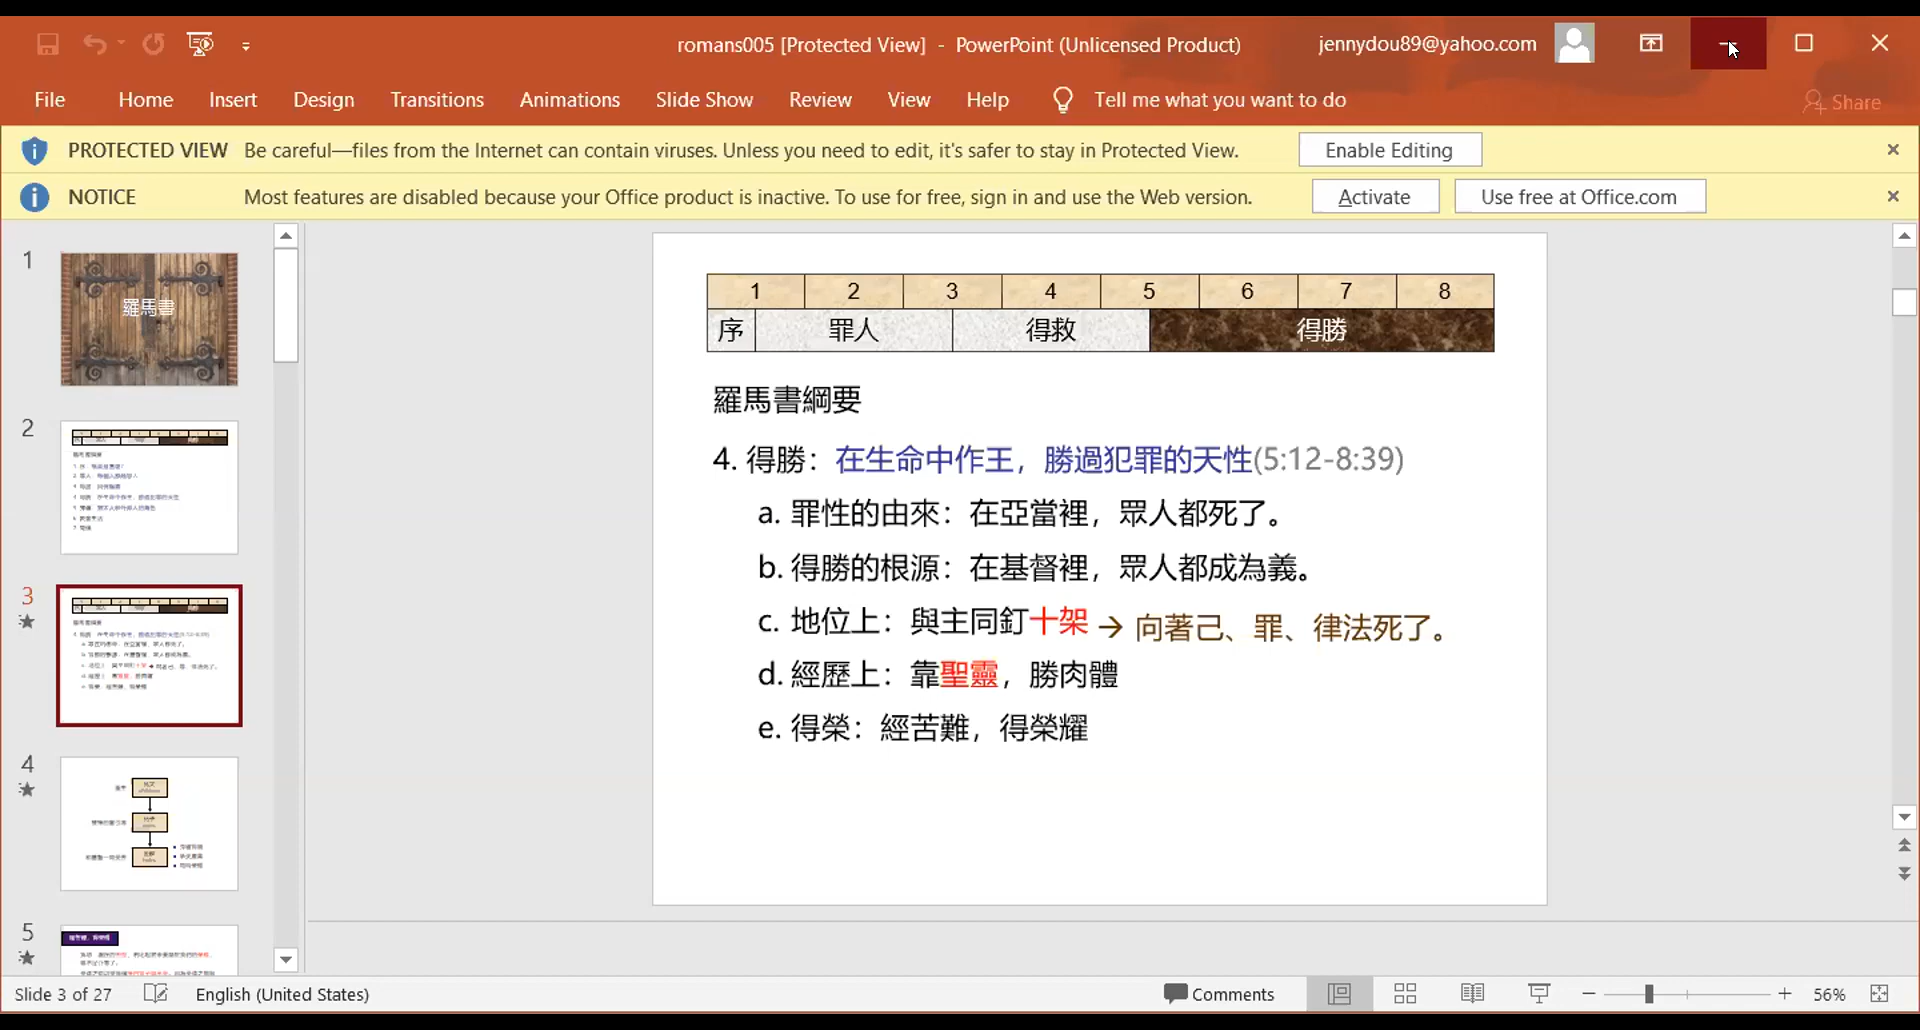 romans005 [Protected View] - PowerPoint (Unlicensed Product)
jennydou89@yahoo.com
File Home Insert Design Transitions Animations Slide Show Review View Help Tell me what you want to do Share
PROTECTED VIEW Be careful—files from the Internet can contain viruses. Unless you need to edit, it's safer to stay in Protected View. Enable Editing
NOTICE Most features are disabled because your Office product is inactive. To use for free, sign in and use the Web version. Activate Use free at Office.com
1
羅馬書
2
3
4
5
1 2 3 4 5 6 7 8
序 罪人 得救 得勝
羅馬書綱要
4. 得勝：在生命中作王，勝過犯罪的天性(5:12-8:39)
a. 罪性的由來：在亞當裡，眾人都死了。
b. 得勝的根源：在基督裡，眾人都成為義。
c. 地位上：與主同釘十架 → 向著己、罪、律法死了。
d. 經歷上：靠聖靈，勝肉體
e. 得榮：經苦難，得榮耀
Slide 3 of 27 English (United States) Comments 56%